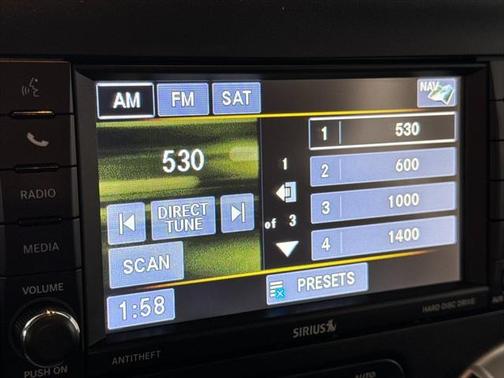 AM
FM
SAT
NAV
530
1
530
2
600
3
1000
4
1400
1
of 3
DIRECT
TUNE
SCAN
PRESETS
1:58
RADIO
MEDIA
VOLUME
PUSH ON
ANTITHEFT
SIRIUS
HARD DISC DRIVE